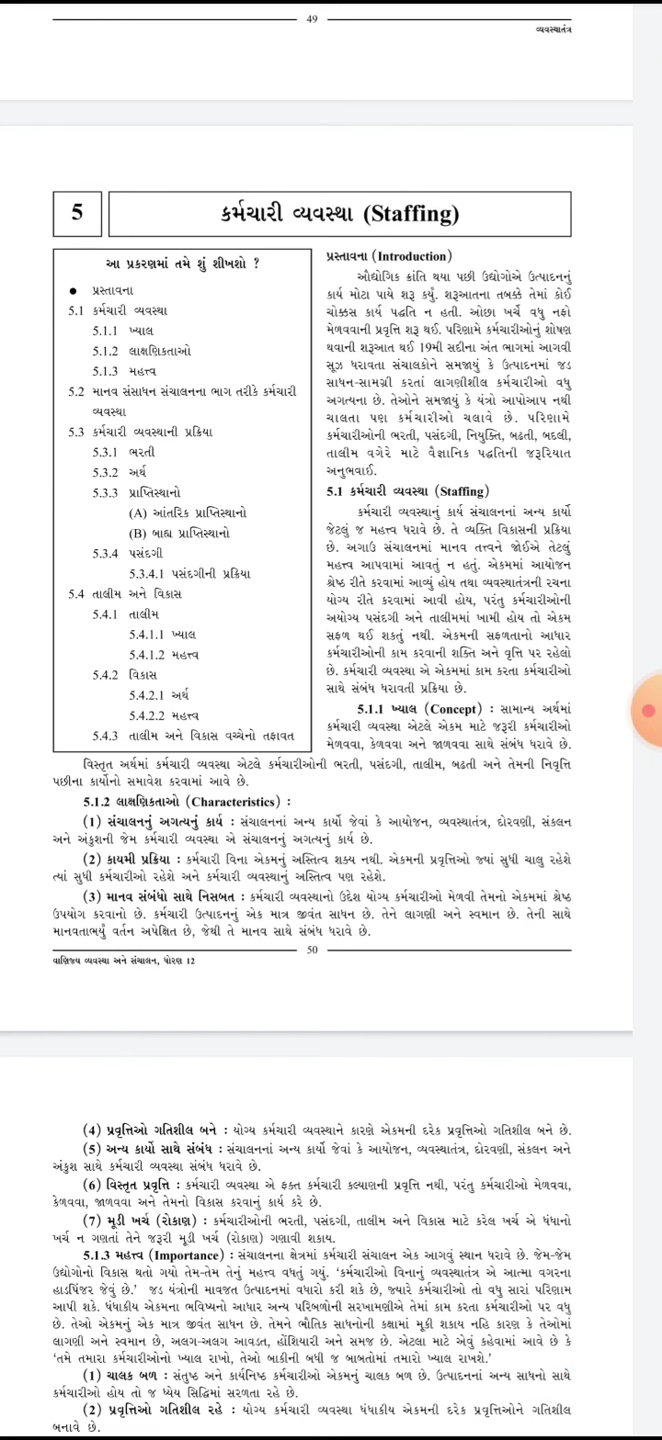 49
વ્યવસ્થાતંત્ર
5
કર્મચારી વ્યવસ્થા (Staffing)
આ પ્રકરણમાં તમે શું શીખશો ?
● પ્રસ્તાવના
5.1 કર્મચારી વ્યવસ્થા
5.1.1 ખ્યાલ
5.1.2 લાક્ષણિકતાઓ
5.1.3 મહત્ત્વ
5.2 માનવ સંસાધન સંચાલનના ભાગ તરીકે કર્મચારી
વ્યવસ્થા
5.3 કર્મચારી વ્યવસ્થાની પ્રક્રિયા
5.3.1 ભરતી
5.3.2 અર્થ
5.3.3 પ્રાપ્તિસ્થાનો
(A) આંતરિક પ્રાપ્તિસ્થાનો
(B) બાહ્ય પ્રાપ્તિસ્થાનો
5.3.4 પસંદગી
5.3.4.1 પસંદગીની પ્રક્રિયા
5.4 તાલીમ અને વિકાસ
5.4.1 તાલીમ
5.4.1.1 ખ્યાલ
5.4.1.2 મહત્ત્વ
5.4.2 વિકાસ
5.4.2.1 અર્થ
5.4.2.2 મહત્ત્વ
5.4.3 તાલીમ અને વિકાસ વચ્ચેનો તફાવત
પ્રસ્તાવના (Introduction)
ઔદ્યોગિક ક્રાંતિ થયા પછી ઉદ્યોગોએ ઉત્પાદનનું
કાર્ય મોટા પાયે શરૂ કર્યું. શરૂઆતના તબક્કે તેમાં કોઈ
ચોક્કસ કાર્ય પદ્ધતિ ન હતી. ઓછા ખર્ચે વધુ નફો
મેળવવાની પ્રવૃત્તિ શરૂ થઈ. પરિણામે કર્મચારીઓનું શોષણ
થવાની શરૂઆત થઈ 19મી સદીના અંત ભાગમાં આગવી
સૂઝ ધરાવતા સંચાલકોને સમજાયું કે ઉત્પાદનમાં જડ
સાધન-સામગ્રી કરતાં લાગણીશીલ કર્મચારીઓ વધુ
અગત્યના છે. તેઓને સમજાયું કે યંત્રો આપોઆપ નથી
ચાલતા પણ કર્મચારીઓ ચલાવે છે. પરિણામે
કર્મચારીઓની ભરતી, પસંદગી, નિયુક્તિ, બઢતી, બદલી,
તાલીમ વગેરે માટે વૈજ્ઞાનિક પદ્ધતિની જરૂરિયાત
અનુભવાઈ.
5.1 કર્મચારી વ્યવસ્થા (Staffing)
કર્મચારી વ્યવસ્થાનું કાર્ય સંચાલનનાં અન્ય કાર્યો
જેટલું જ મહત્ત્વ ધરાવે છે. તે વ્યક્તિ વિકાસની પ્રક્રિયા
છે. અગાઉ સંચાલનમાં માનવ તત્ત્વને જોઈએ તેટલું
મહત્ત્વ આપવામાં આવતું ન હતું. એકમમાં આયોજન
શ્રેષ્ઠ રીતે કરવામાં આવ્યું હોય તથા વ્યવસ્થાતંત્રની રચના
યોગ્ય રીતે કરવામાં આવી હોય, પરંતુ કર્મચારીઓની
અયોગ્ય પસંદગી અને તાલીમમાં ખામી હોય તો એકમ
સફળ થઈ શકતું નથી. એકમની સફળતાનો આધાર
કર્મચારીઓની કામ કરવાની શક્તિ અને વૃત્તિ પર રહેલો
છે. કર્મચારી વ્યવસ્થા એ એકમમાં કામ કરતા કર્મચારીઓ
સાથે સંબંધ ધરાવતી પ્રક્રિયા છે.
5.1.1 ખ્યાલ (Concept) : સામાન્ય અર્થમાં
કર્મચારી વ્યવસ્થા એટલે એકમ માટે જરૂરી કર્મચારીઓ
મેળવવા, કેળવવા અને જાળવવા સાથે સંબંધ ધરાવે છે.
વિસ્તૃત અર્થમાં કર્મચારી વ્યવસ્થા એટલે કર્મચારીઓની ભરતી, પસંદગી, તાલીમ, બઢતી અને તેમની નિવૃત્તિ
પછીના કાર્યોનો સમાવેશ કરવામાં આવે છે.
5.1.2 લાક્ષણિકતાઓ (Characteristics) :
(1) સંચાલનનું અગત્યનું કાર્ય : સંચાલનનાં અન્ય કાર્યો જેવાં કે આયોજન, વ્યવસ્થાતંત્ર, દોરવણી, સંકલન
અને અંકુશની જેમ કર્મચારી વ્યવસ્થા એ સંચાલનનું અગત્યનું કાર્ય છે.
(2) કાયમી પ્રક્રિયા : કર્મચારી વિના એકમનું અસ્તિત્વ શક્ય નથી. એકમની પ્રવૃત્તિઓ જ્યાં સુધી ચાલુ રહેશે
ત્યાં સુધી કર્મચારીઓ રહેશે અને કર્મચારી વ્યવસ્થાનું અસ્તિત્વ પણ રહેશે.
(3) માનવ સંબંધો સાથે નિસબત : કર્મચારી વ્યવસ્થાનો ઉદ્દેશ યોગ્ય કર્મચારીઓ મેળવી તેમનો એકમમાં શ્રેષ્ઠ
ઉપયોગ કરવાનો છે. કર્મચારી ઉત્પાદનનું એક માત્ર જીવંત સાધન છે. તેને લાગણી અને સ્વમાન છે. તેની સાથે
માનવતાભર્યું વર્તન અપેક્ષિત છે, જેથી તે માનવ સાથે સંબંધ ધરાવે છે.
50
વાણિજ્ય વ્યવસ્થા અને સંચાલન, ધોરણ 12
(4) પ્રવૃત્તિઓ ગતિશીલ બને : યોગ્ય કર્મચારી વ્યવસ્થાને કારણે એકમની દરેક પ્રવૃત્તિઓ ગતિશીલ બને છે.
(5) અન્ય કાર્યો સાથે સંબંધ : સંચાલનનાં અન્ય કાર્યો જેવાં કે આયોજન, વ્યવસ્થાતંત્ર, દોરવણી, સંકલન અને
અંકુશ સાથે કર્મચારી વ્યવસ્થા સંબંધ ધરાવે છે.
(6) વિસ્તૃત પ્રવૃત્તિ : કર્મચારી વ્યવસ્થા એ ફક્ત કર્મચારી કલ્યાણની પ્રવૃત્તિ નથી, પરંતુ કર્મચારીઓ મેળવવા,
કેળવવા, જાળવવા અને તેમનો વિકાસ કરવાનું કાર્ય કરે છે.
(7) મૂડી ખર્ચ (રોકાણ) : કર્મચારીઓની ભરતી, પસંદગી, તાલીમ અને વિકાસ માટે કરેલ ખર્ચ એ ધંધાનો
ખર્ચ ન ગણતાં તેને જરૂરી મૂડી ખર્ચ (રોકાણ) ગણાવી શકાય.
5.1.3 મહત્ત્વ (Importance) : સંચાલનના ક્ષેત્રમાં કર્મચારી સંચાલન એક આગવું સ્થાન ધરાવે છે. જેમ-જેમ
ઉદ્યોગોનો વિકાસ થતો ગયો તેમ-તેમ તેનું મહત્ત્વ વધતું ગયું. ‘કર્મચારીઓ વિનાનું વ્યવસ્થાતંત્ર એ આત્મા વગરના
હાડપિંજર જેવું છે.’ જડ યંત્રોની માવજત ઉત્પાદનમાં વધારો કરી શકે છે, જ્યારે કર્મચારીઓ તો વધુ સારાં પરિણામ
આપી શકે. ધંધાકીય એકમના ભવિષ્યનો આધાર અન્ય પરિબળોની સરખામણીએ તેમાં કામ કરતા કર્મચારીઓ પર વધુ
છે. તેઓ એકમનું એક માત્ર જીવંત સાધન છે. તેમને ભૌતિક સાધનોની કક્ષામાં મૂકી શકાય નહિ કારણ કે તેઓમાં
લાગણી અને સ્વમાન છે, અલગ-અલગ આવડત, હોંશિયારી અને સમજ છે. એટલા માટે એવું કહેવામાં આવે છે કે
‘તમે તમારા કર્મચારીઓનો ખ્યાલ રાખો, તેઓ બાકીની બધી જ બાબતોમાં તમારો ખ્યાલ રાખશે.’
(1) ચાલક બળ : સંતુષ્ઠ અને કાર્યનિષ્ઠ કર્મચારીઓ એકમનું ચાલક બળ છે. ઉત્પાદનનાં અન્ય સાધનો સાથે
કર્મચારીઓ હોય તો જ ધ્યેય સિદ્ધિમાં સરળતા રહે છે.
(2) પ્રવૃત્તિઓ ગતિશીલ રહે : યોગ્ય કર્મચારી વ્યવસ્થા ધંધાકીય એકમની દરેક પ્રવૃત્તિઓને ગતિશીલ
બનાવે છે.